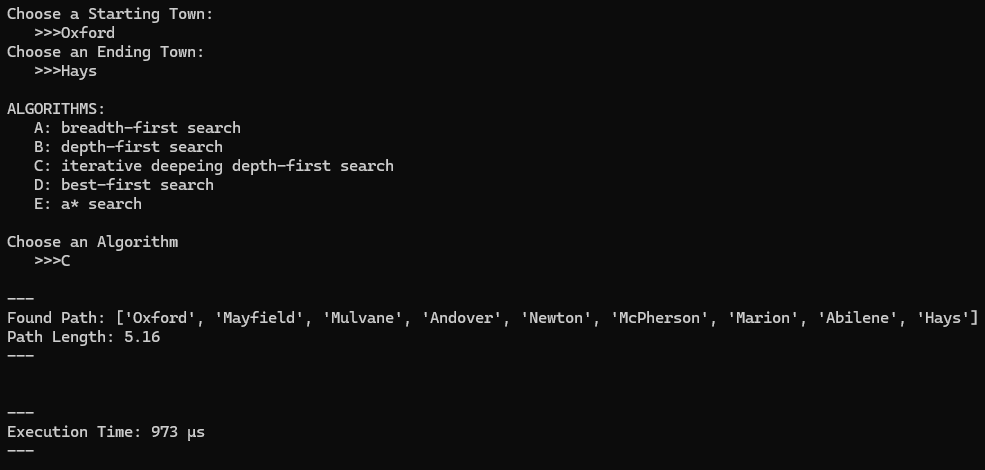 Choose a Starting Town:
>>>Oxford
Choose an Ending Town:
>>>Hays
ALGORITHMS:
A: breadth-first search
B: depth-first search
C: iterative deepeing depth-first search
D: best-first search
E: a* search
Choose an Algorithm
>>>C
---
Found Path: ['Oxford', 'Mayfield', 'Mulvane', 'Andover', 'Newton', 'McPherson', 'Marion', 'Abilene', 'Hays']
Path Length: 5.16
---
---
Execution Time: 973 µs
---